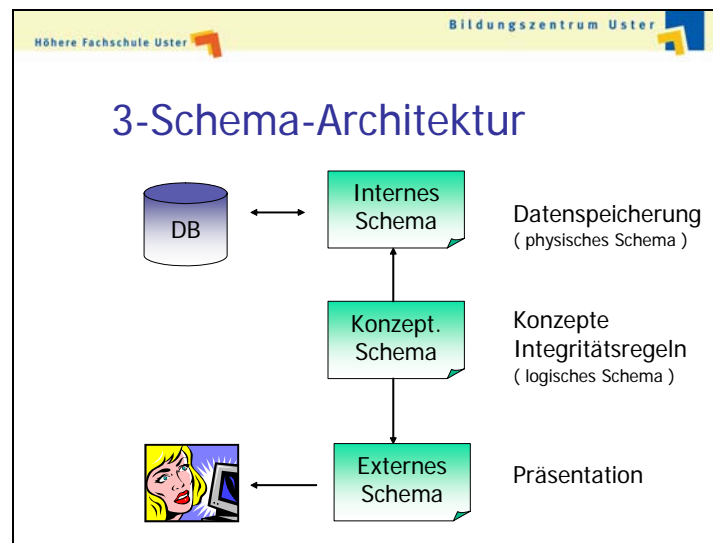 Höhere Fachschule Uster
Bildungszentrum Uster
3-Schema-Architektur
DB
Internes
Schema
Datenspeicherung
( physisches Schema )
Konzept.
Schema
Konzepte
Integritätsregeln
( logisches Schema )
Externes
Schema
Präsentation